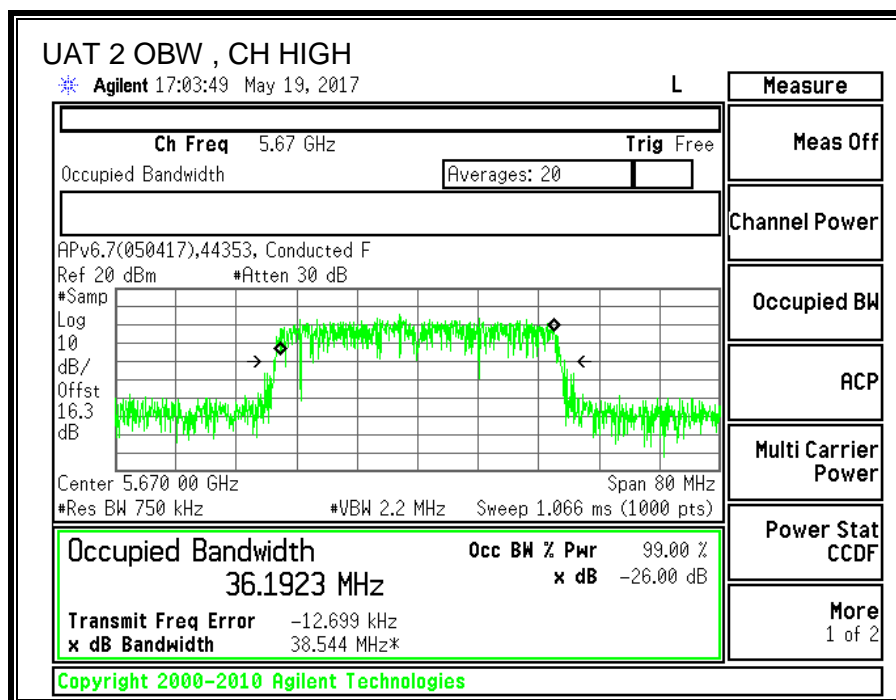 UAT 2 OBW , CH HIGH
Agilent 17:03:49 May 19, 2017 L
Measure
Ch Freq 5.67 GHz Trig Free
Meas Off
Occupied Bandwidth Averages: 20
Channel Power
APv6.7(050417),44353, Conducted F
Ref 20 dBm #Atten 30 dB
#Samp
Log
10
dB/
Offst
16.3
dB
Occupied BW
ACP
Center 5.670 00 GHz Span 80 MHz
#Res BW 750 kHz #VBW 2.2 MHz Sweep 1.066 ms (1000 pts)
Multi Carrier
Power
Occupied Bandwidth Occ BW % Pwr 99.00 %
36.1923 MHz x dB -26.00 dB
Power Stat
CCDF
Transmit Freq Error -12.699 kHz
x dB Bandwidth 38.544 MHz*
More
1 of 2
Copyright 2000-2010 Agilent Technologies